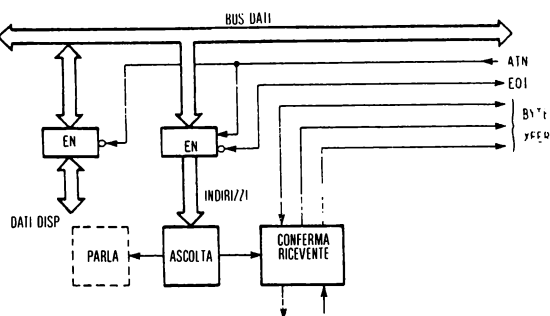 BUS DATI
ATN
EOI
EN
EN
INDIRIZZI
DATI DISP
PARLA
ASCOLTA
CONFERMA
RICEVENTE